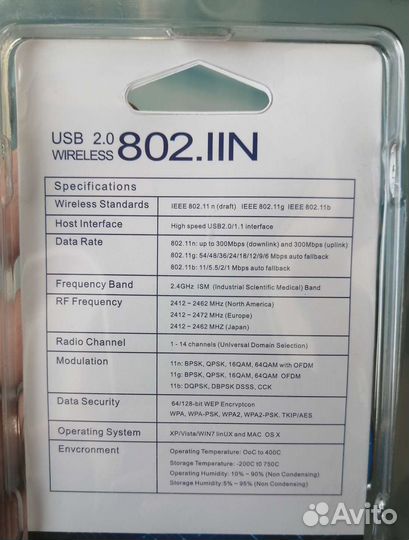 USB 2.0
WIRELESS 802.IIN
Specifications
Wireless Standards IEEE 802.11 n (draft) IEEE 802.11g IEEE 802.11b
Host Interface High speed USB2.0/1.1 interface
Data Rate 802.11n: up to 300Mbps (downlink) and 300Mbps (uplink)
802.11g: 54/48/36/24/18/12/9/6 Mbps auto fallback
802.11b: 11/5.5/2/1 Mbps auto fallback
Frequency Band 2.4GHz ISM (Industrial Scientific Medical) Band
RF Frequency 2412 ~ 2462 MHz (North America)
2412 ~ 2472 MHz (Europe)
2412 ~ 2462 MHZ (Japan)
Radio Channel 1 - 14 channels (Universal Domain Selection)
Modulation 11n: BPSK, QPSK, 16QAM, 64QAM with OFDM
11g: BPSK, QPSK, 16QAM, 64QAM OFDM
11b: DQPSK, DBPSK DSSS, CCK
Data Security 64/128-bit WEP Encryptcon
WPA, WPA-PSK, WPA2, WPA2-PSK. TKIP/AES
Operating System XP/Vista/WIN7 linUX and MAC OS X
Envcronment Operating Temperature: OoC to 400C
Storage Temperature: -200C t0 750C
Operating Humidity: 10% ~ 90% (Non Condensing)
Storage Humidity:5% ~ 95% (Non Condensing)
Avito